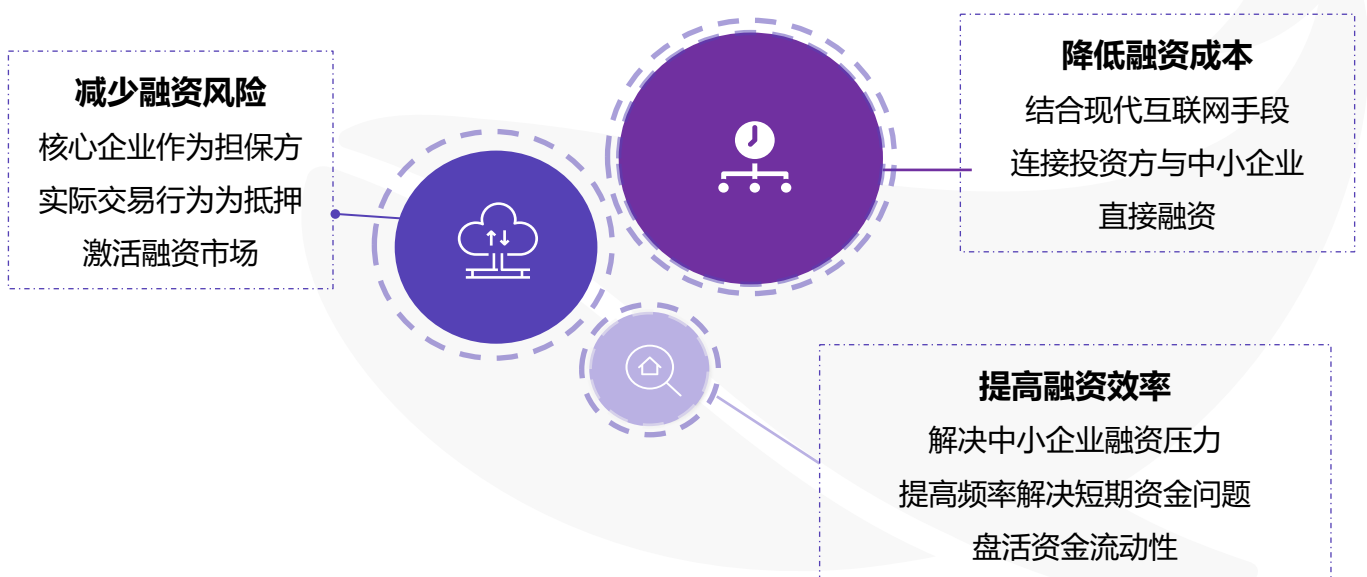 减少融资风险
核心企业作为担保方
实际交易行为为抵押
激活融资市场
降低融资成本
结合现代互联网手段
连接投资方与中小企业
直接融资
提高融资效率
解决中小企业融资压力
提高频率解决短期资金问题
盘活资金流动性